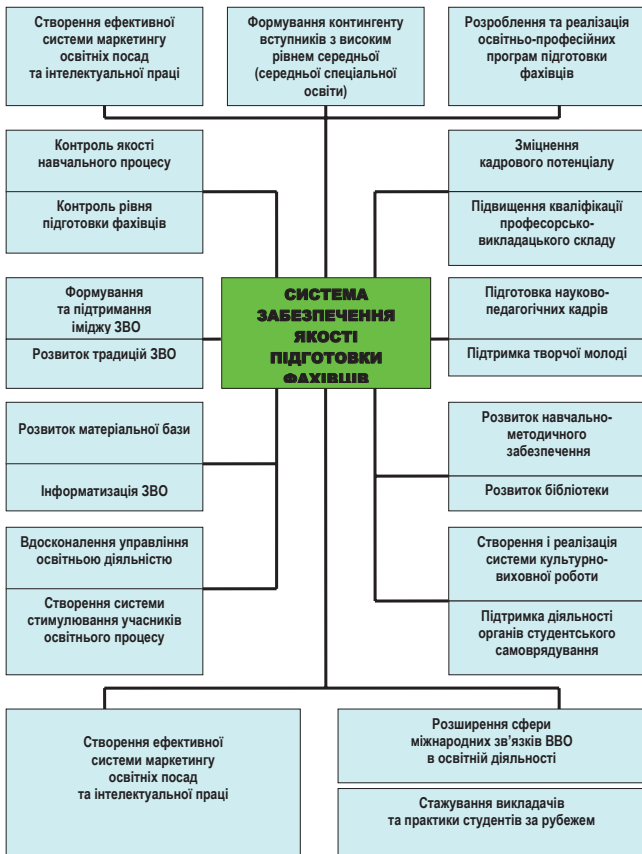 Створення ефективної
системи маркетингу
освітніх посад
та інтелектуальної праці
Формування контингенту
вступників з високим
рівнем середньої
(середньої спеціальної
освіти)
Розроблення та реалізація
освітньо-професійних
програм підготовки
фахівців
Контроль якості
навчального процесу
Контроль рівня
підготовки фахівців
Зміцнення
кадрового потенціалу
Підвищення кваліфікації
професорсько-
викладацького складу
Формування
та підтримання
іміджу ЗВО
Розвиток традицій ЗВО
СИСТЕМА
ЗАБЕЗПЕЧЕННЯ
ЯКОСТІ
ПІДГОТОВКИ
ФАХІВЦІВ
Підготовка науково-
педагогічних кадрів
Підтримка творчої молоді
Розвиток матеріальної бази
Інформатизація ЗВО
Розвиток навчально-
методичного
забезпечення
Розвиток бібліотеки
Вдосконалення управління
освітньою діяльністю
Створення системи
стимулювання учасників
освітнього процесу
Створення і реалізація
системи культурно-
виховної роботи
Підтримка діяльності
органів студентського
самоврядування
Створення ефективної
системи маркетингу
освітніх посад
та інтелектуальної праці
Розширення сфери
міжнародних зв’язків ВВО
в освітній діяльності
Стажування викладачів
та практики студентів за рубежем